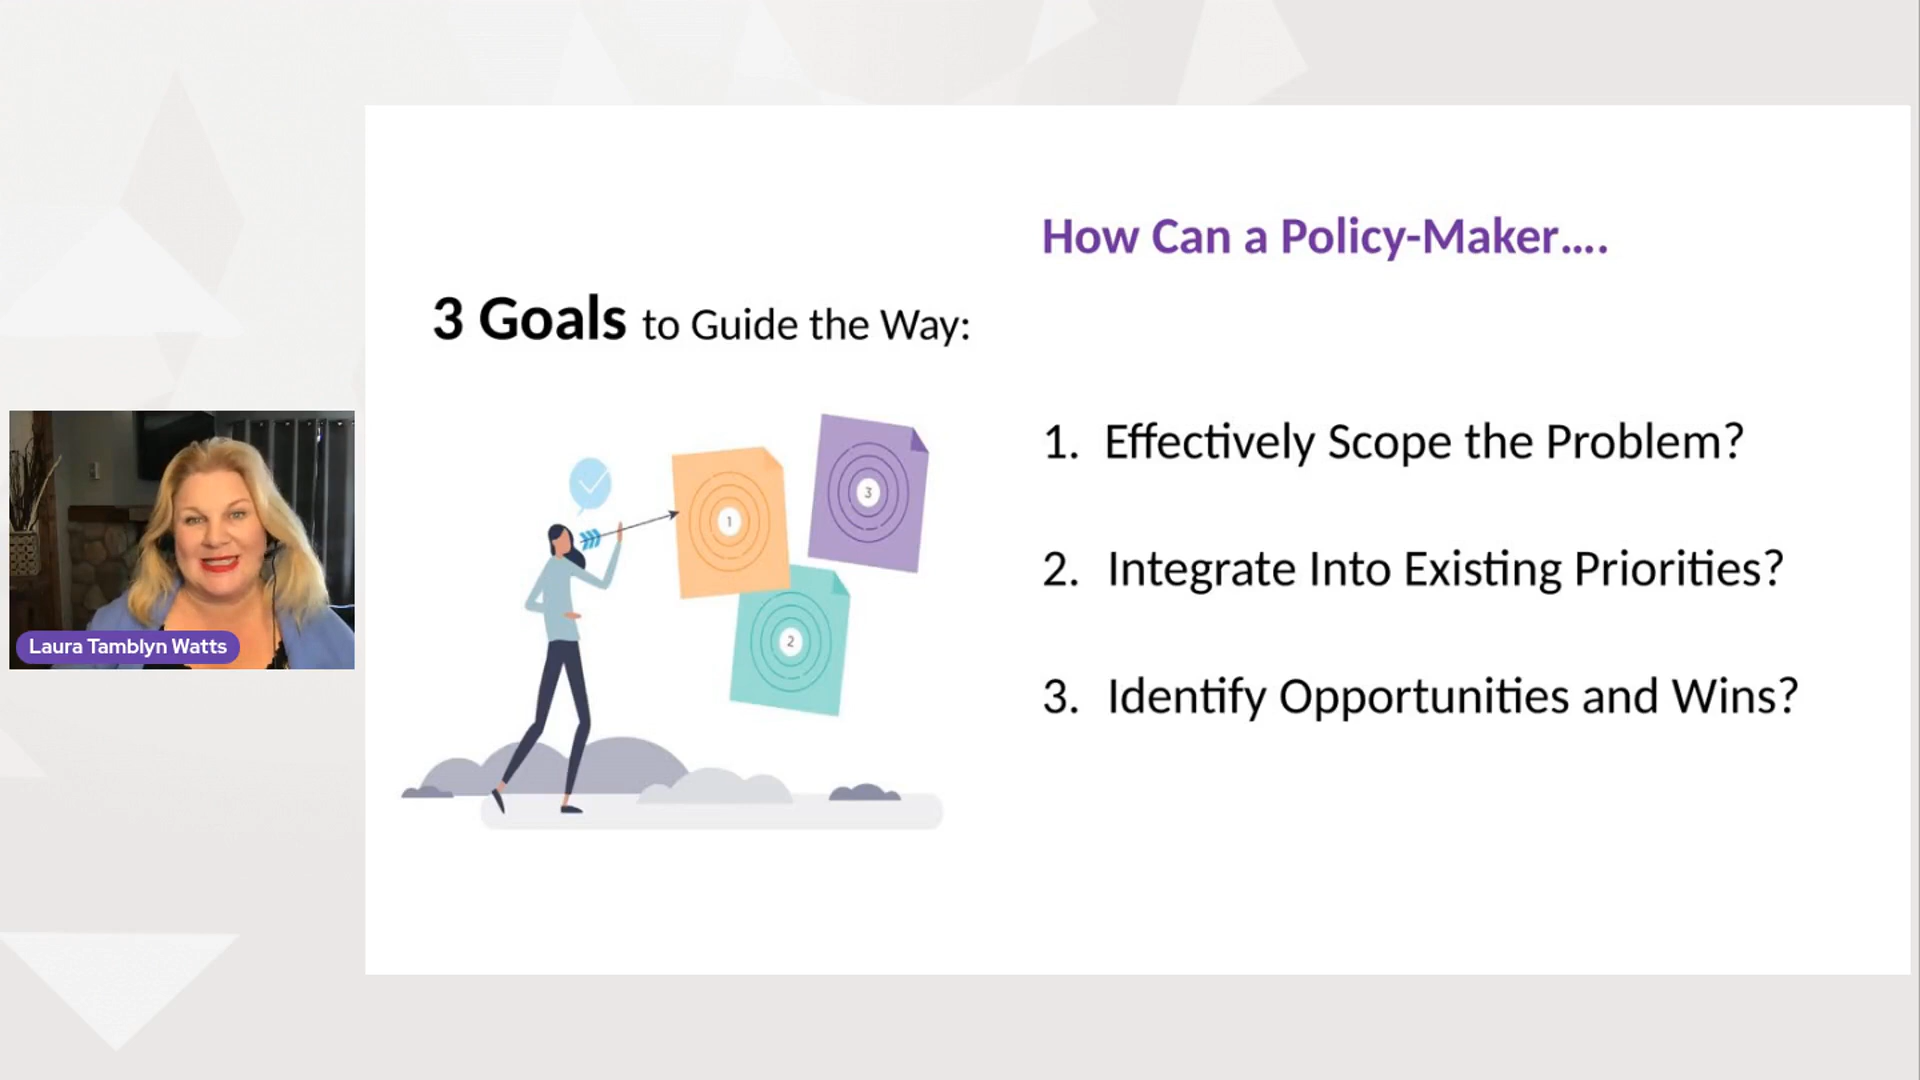 How Can a Policy-Maker....
3 Goals to Guide the Way:
1
3
2
1. Effectively Scope the Problem?
2. Integrate Into Existing Priorities?
3. Identify Opportunities and Wins?
Laura Tamblyn Watts